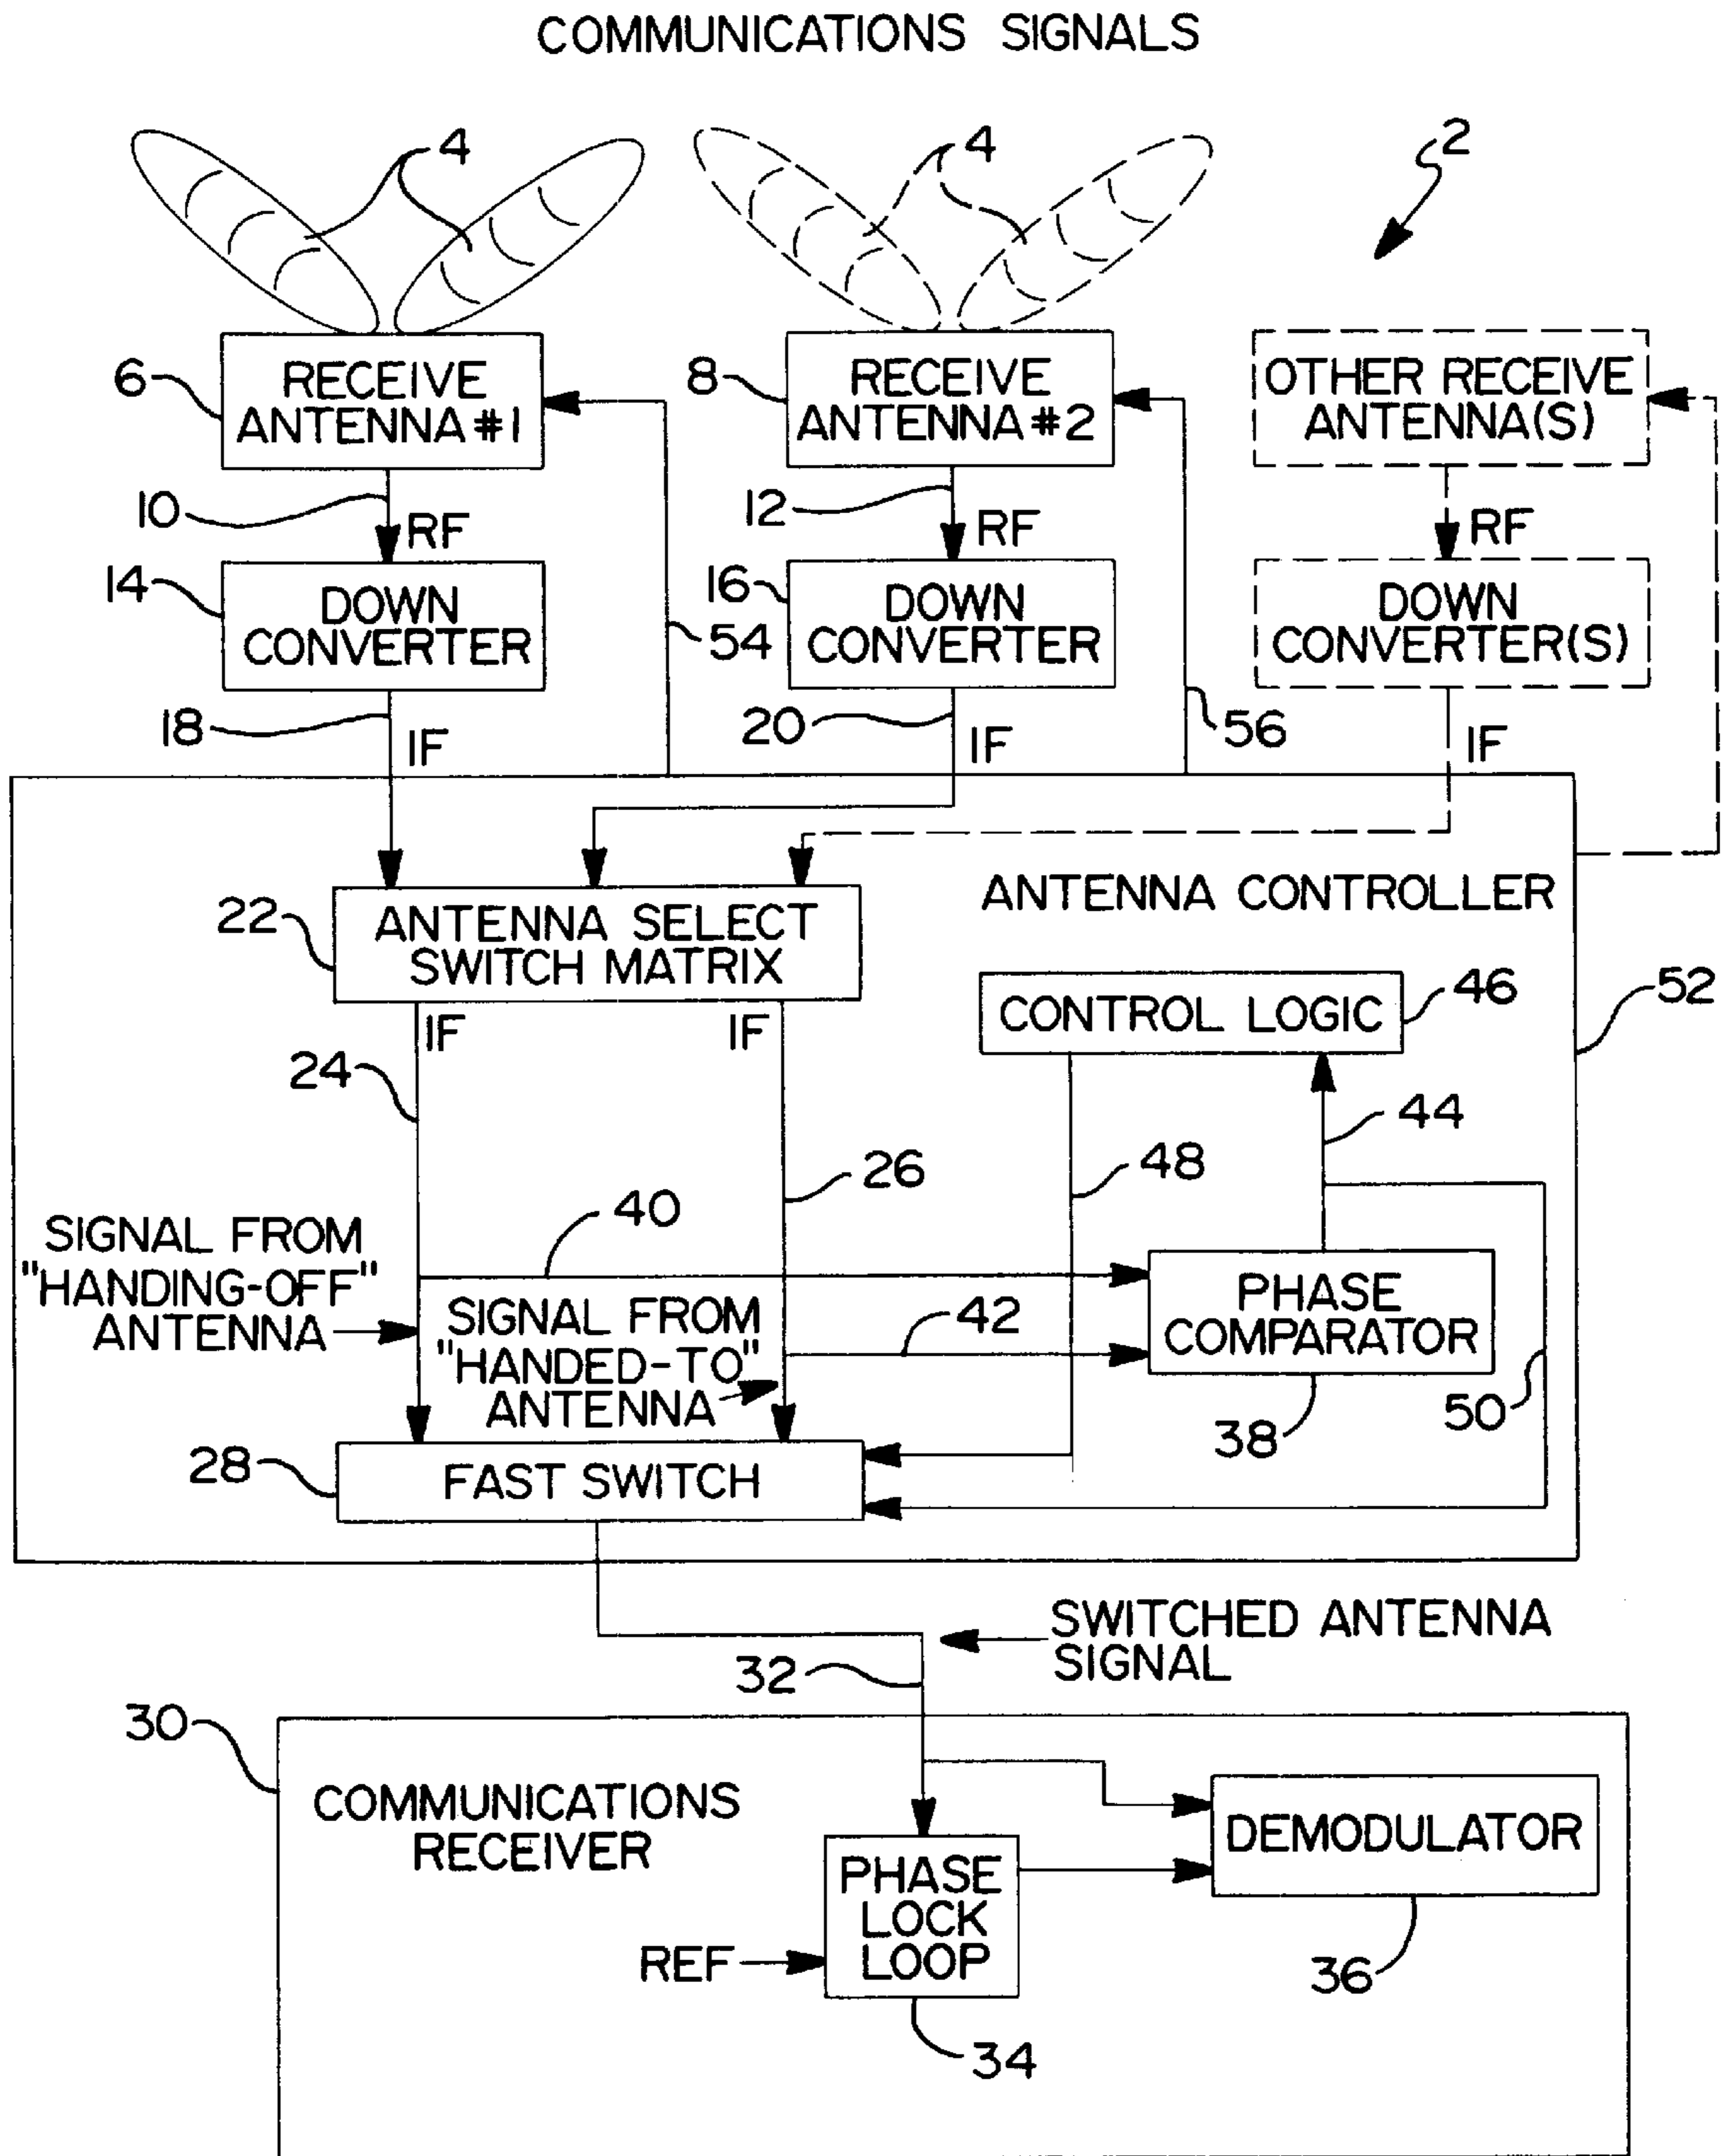 COMMUNICATIONS SIGNALS
4
4
2
6
RECEIVE
ANTENNA #1
8
RECEIVE
ANTENNA #2
OTHER RECEIVE
ANTENNA(S)
10
RF
12
RF
RF
14
DOWN
CONVERTER
54
16
DOWN
CONVERTER
DOWN
CONVERTER(S)
18
IF
20
IF
56
IF
ANTENNA CONTROLLER
22
ANTENNA SELECT
SWITCH MATRIX
52
CONTROL LOGIC
46
IF
IF
24
44
26
48
40
SIGNAL FROM
"HANDING-OFF"
ANTENNA
SIGNAL FROM
"HANDED-TO"
ANTENNA
42
PHASE
COMPARATOR
38
50
28
FAST SWITCH
SWITCHED ANTENNA
SIGNAL
32
30
COMMUNICATIONS
RECEIVER
DEMODULATOR
PHASE
LOCK
LOOP
REF
36
34